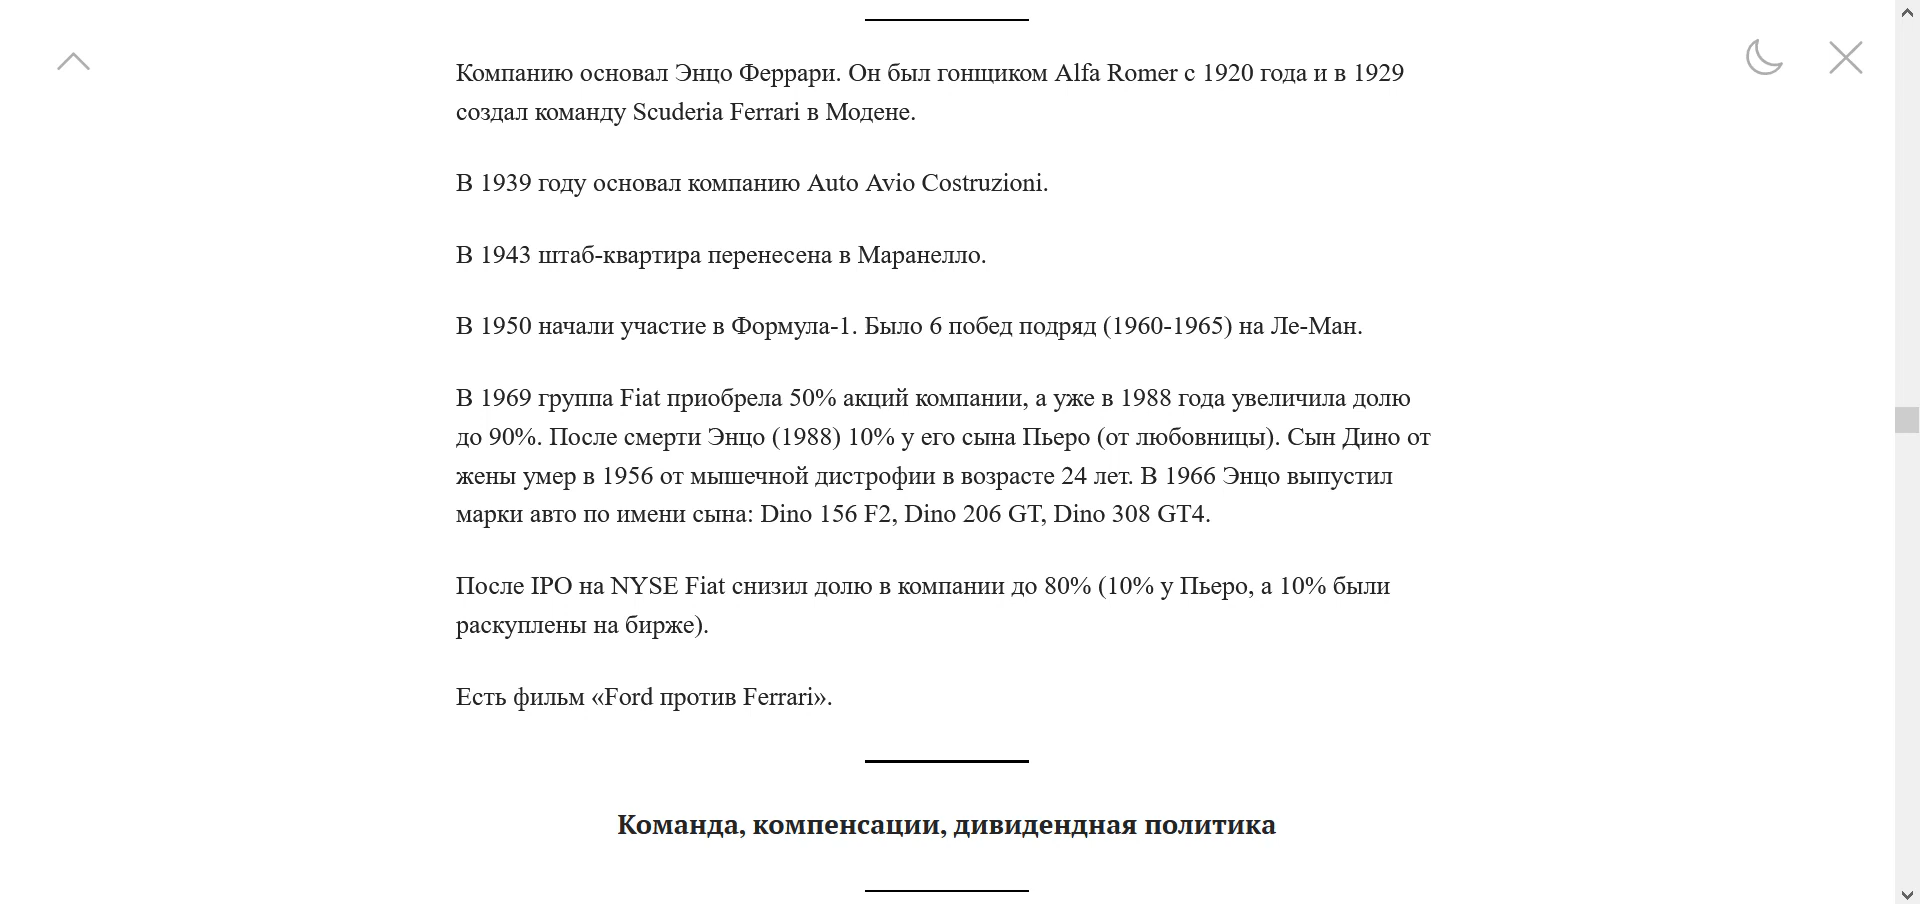 Компанию основал Энцо Феррари. Он был гонщиком Alfa Romer с 1920 года и в 1929
создал команду Scuderia Ferrari в Модене.
В 1939 году основал компанию Auto Avio Costruzioni.
В 1943 штаб-квартира перенесена в Маранелло.
В 1950 начали участие в Формула-1. Было 6 побед подряд (1960-1965) на Ле-Ман.
В 1969 группа Fiat приобрела 50% акций компании, а уже в 1988 года увеличила долю
до 90%. После смерти Энцо (1988) 10% у его сына Пьеро (от любовницы). Сын Дино от
жены умер в 1956 от мышечной дистрофии в возрасте 24 лет. В 1966 Энцо выпустил
марки авто по имени сына: Dino 156 F2, Dino 206 GT, Dino 308 GT4.
После IPO на NYSE Fiat снизил долю в компании до 80% (10% у Пьеро, а 10% были
раскуплены на бирже).
Есть фильм «Ford против Ferrari».
Команда, компенсации, дивидендная политика